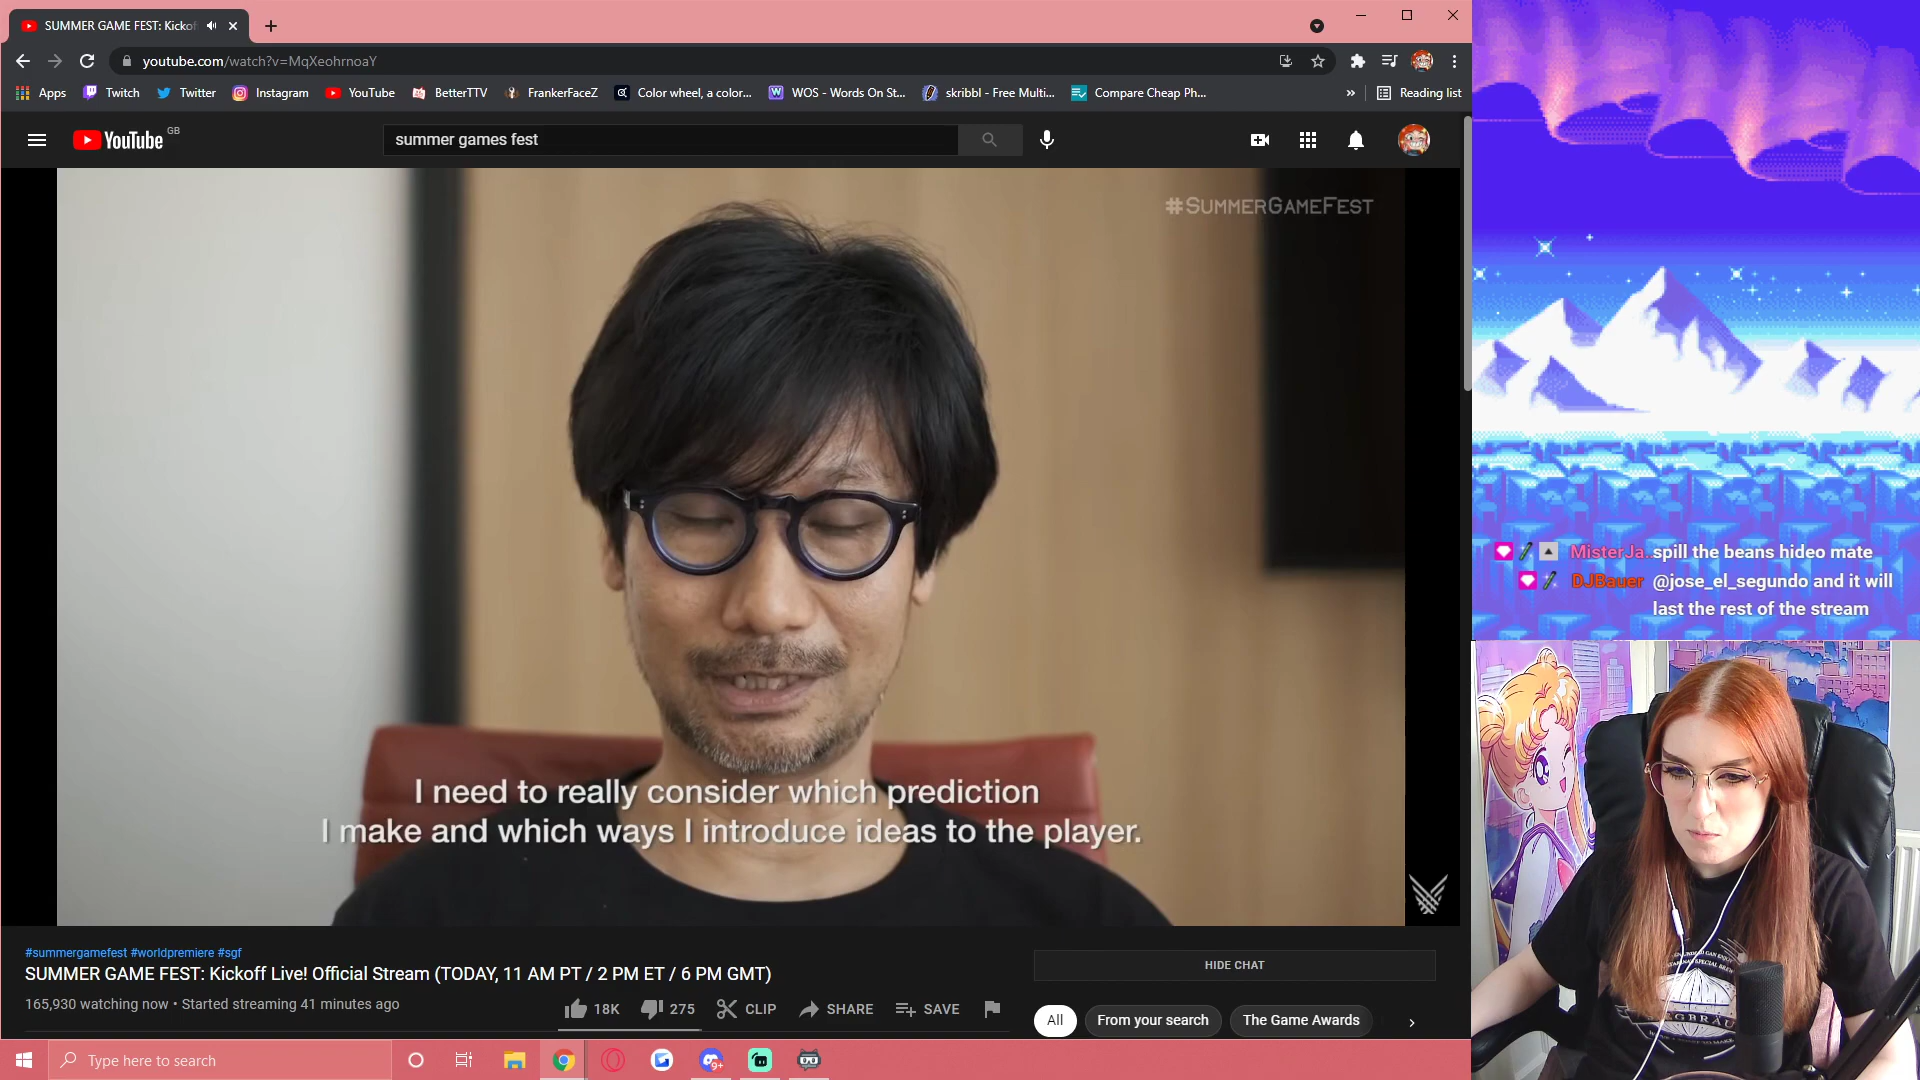 SUMMER GAME FEST: Kickof
youtube.com/watch?v=MqXeohrnoaY
Apps
Twitch
Twitter
Instagram
YouTube
BetterTTV
FrankerFaceZ
Color wheel, a color...
WOS - Words On St...
skribbl - Free Multi...
Compare Cheap Ph...
»
Reading list
YouTube GB
summer games fest
#SUMMERGAMEFEST
I need to really consider which prediction
I make and which ways I introduce ideas to the player.
MisterJa.. spill the beans hideo mate
DJBauer @jose_el_segundo and it will
last the rest of the stream
#summergamefest #worldpremiere #sgf
SUMMER GAME FEST: Kickoff Live! Official Stream (TODAY, 11 AM PT / 2 PM ET / 6 PM GMT)
165,930 watching now • Started streaming 41 minutes ago
18K
275
CLIP
SHARE
SAVE
HIDE CHAT
All
From your search
The Game Awards
Type here to search
9+